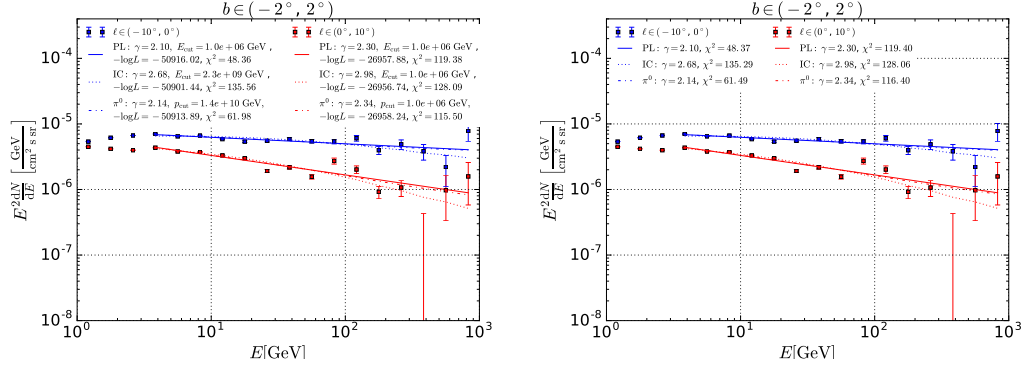 b∈(−2°, 2°)
ℓ∈(−10°, 0°)
PL: γ=2.10, E_cut=1.0e+06 GeV,
−logL=−50916.02, χ²=48.36
IC: γ=2.68, E_cut=2.3e+09 GeV,
−logL=−50901.44, χ²=135.56
π⁰: γ=2.14, p_cut=1.4e+10 GeV,
−logL=−50913.89, χ²=61.98
ℓ∈(0°, 10°)
PL: γ=2.30, E_cut=1.0e+06 GeV,
−logL=−26957.88, χ²=119.38
IC: γ=2.98, E_cut=1.0e+06 GeV,
−logL=−26956.74, χ²=128.09
π⁰: γ=2.34, p_cut=1.0e+06 GeV,
−logL=−26958.24, χ²=115.50
10⁻⁴
10⁻⁵
10⁻⁶
10⁻⁷
10⁻⁸
E² dN/dE [GeV/cm² s sr]
10⁰ 10¹ 10² 10³
E[GeV]
b∈(−2°, 2°)
ℓ∈(−10°, 0°)
PL: γ=2.10, χ²=48.37
IC: γ=2.68, χ²=135.29
π⁰: γ=2.14, χ²=61.49
ℓ∈(0°, 10°)
PL: γ=2.30, χ²=119.40
IC: γ=2.98, χ²=128.06
π⁰: γ=2.34, χ²=116.40
10⁻⁴
10⁻⁵
10⁻⁶
10⁻⁷
10⁻⁸
E² dN/dE [GeV/cm² s sr]
10⁰ 10¹ 10² 10³
E[GeV]